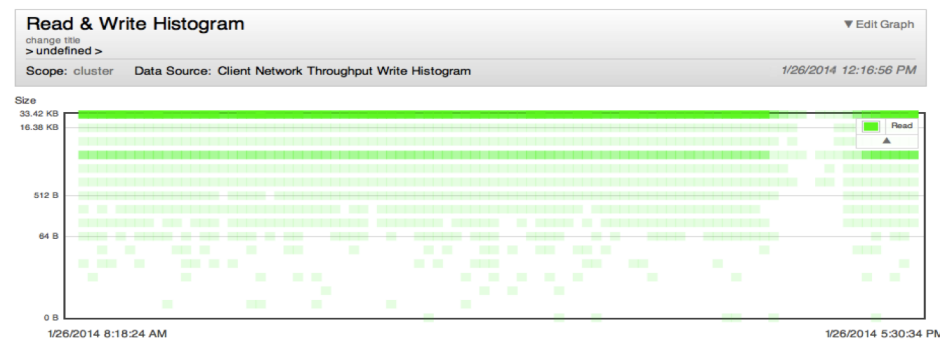 Read & Write Histogram
▼ Edit Graph
change title
> undefined >
Scope: cluster Data Source: Client Network Throughput Write Histogram
1/26/2014 12:16:56 PM
Size
33.42 KB
16.38 KB
Read
512 B
64 B
0 B
1/26/2014 8:18:24 AM
1/26/2014 5:30:34 PM